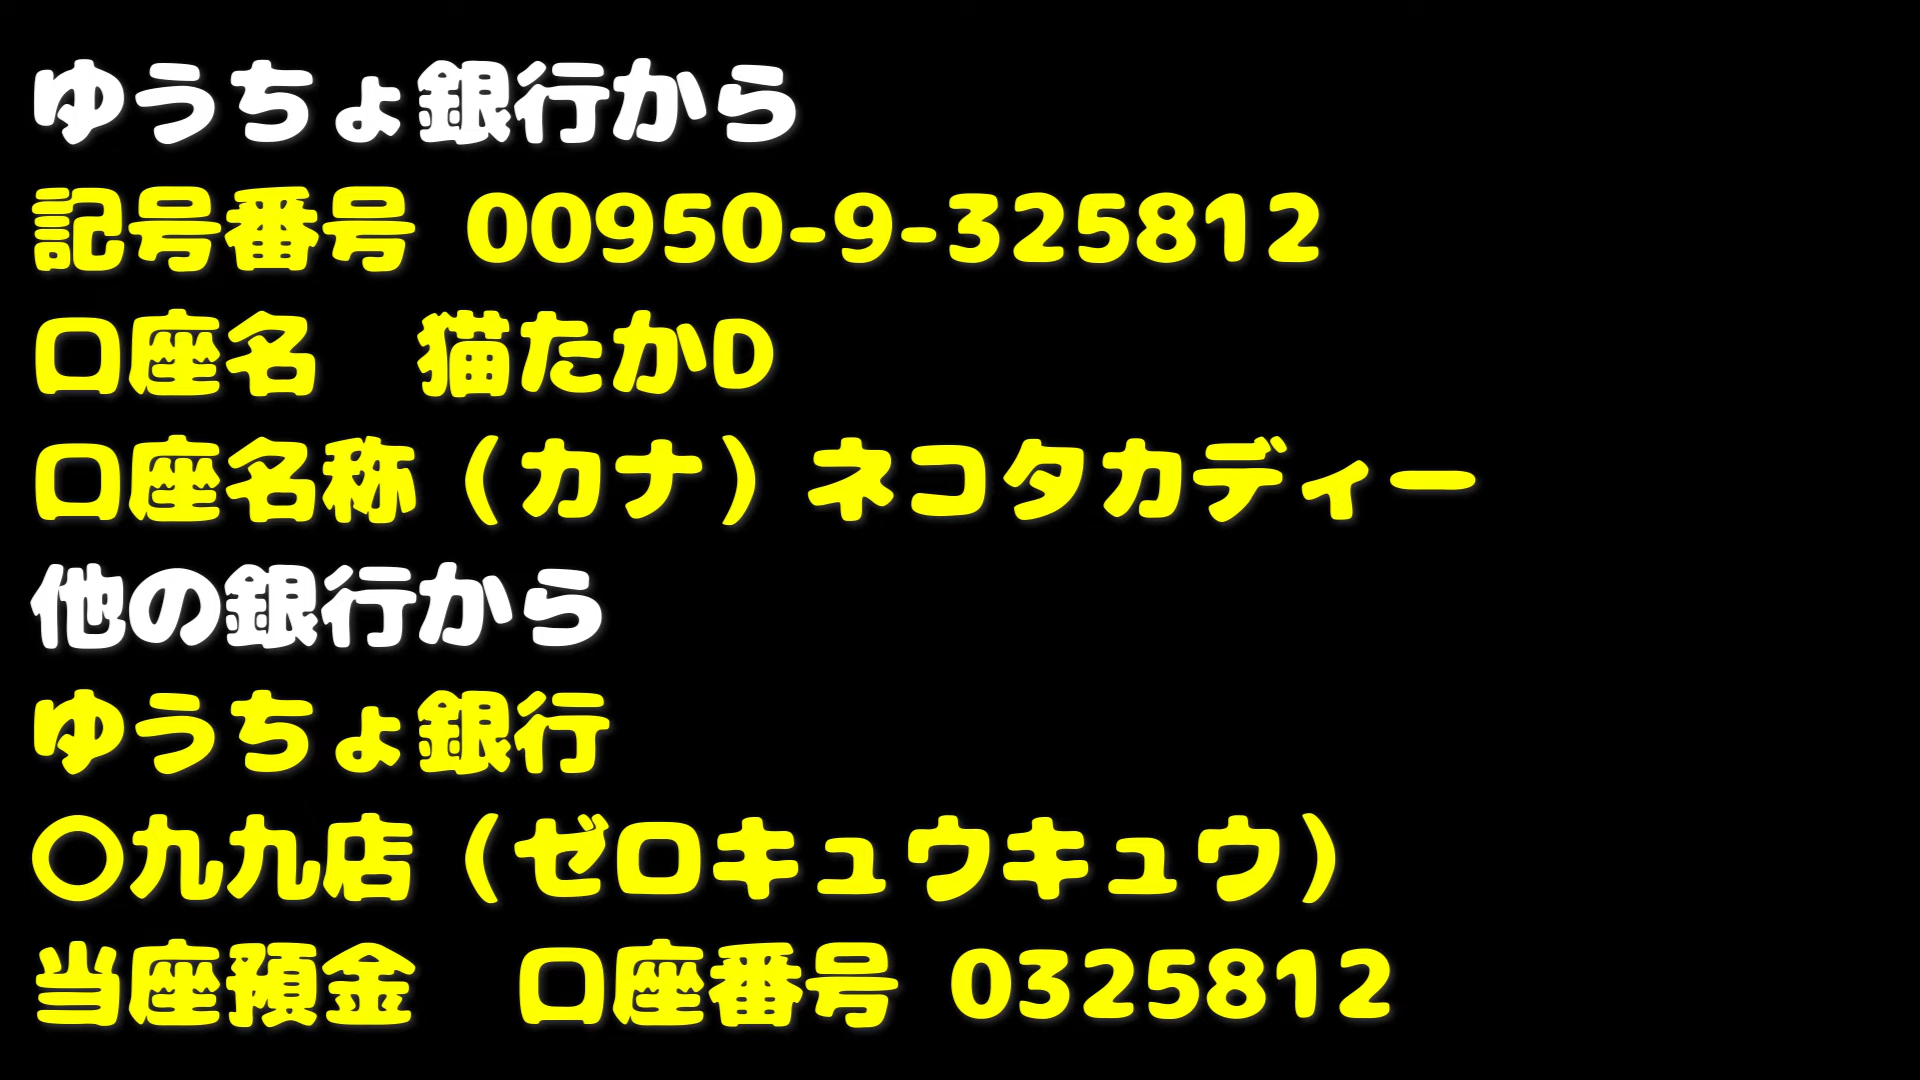 ゆうちょ銀行から
記号番号 00950-9-325812
口座名　猫たかD
口座名称（カナ）ネコタカディー
他の銀行から
ゆうちょ銀行
〇九九店（ゼロキュウキュウ）
当座預金　口座番号 0325812